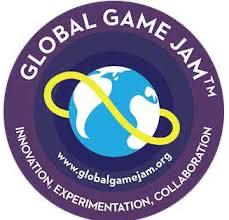 GLOBAL GAME JAM™
www.globalgamejam.org
INNOVATION, EXPERIMENTATION, COLLABORATION